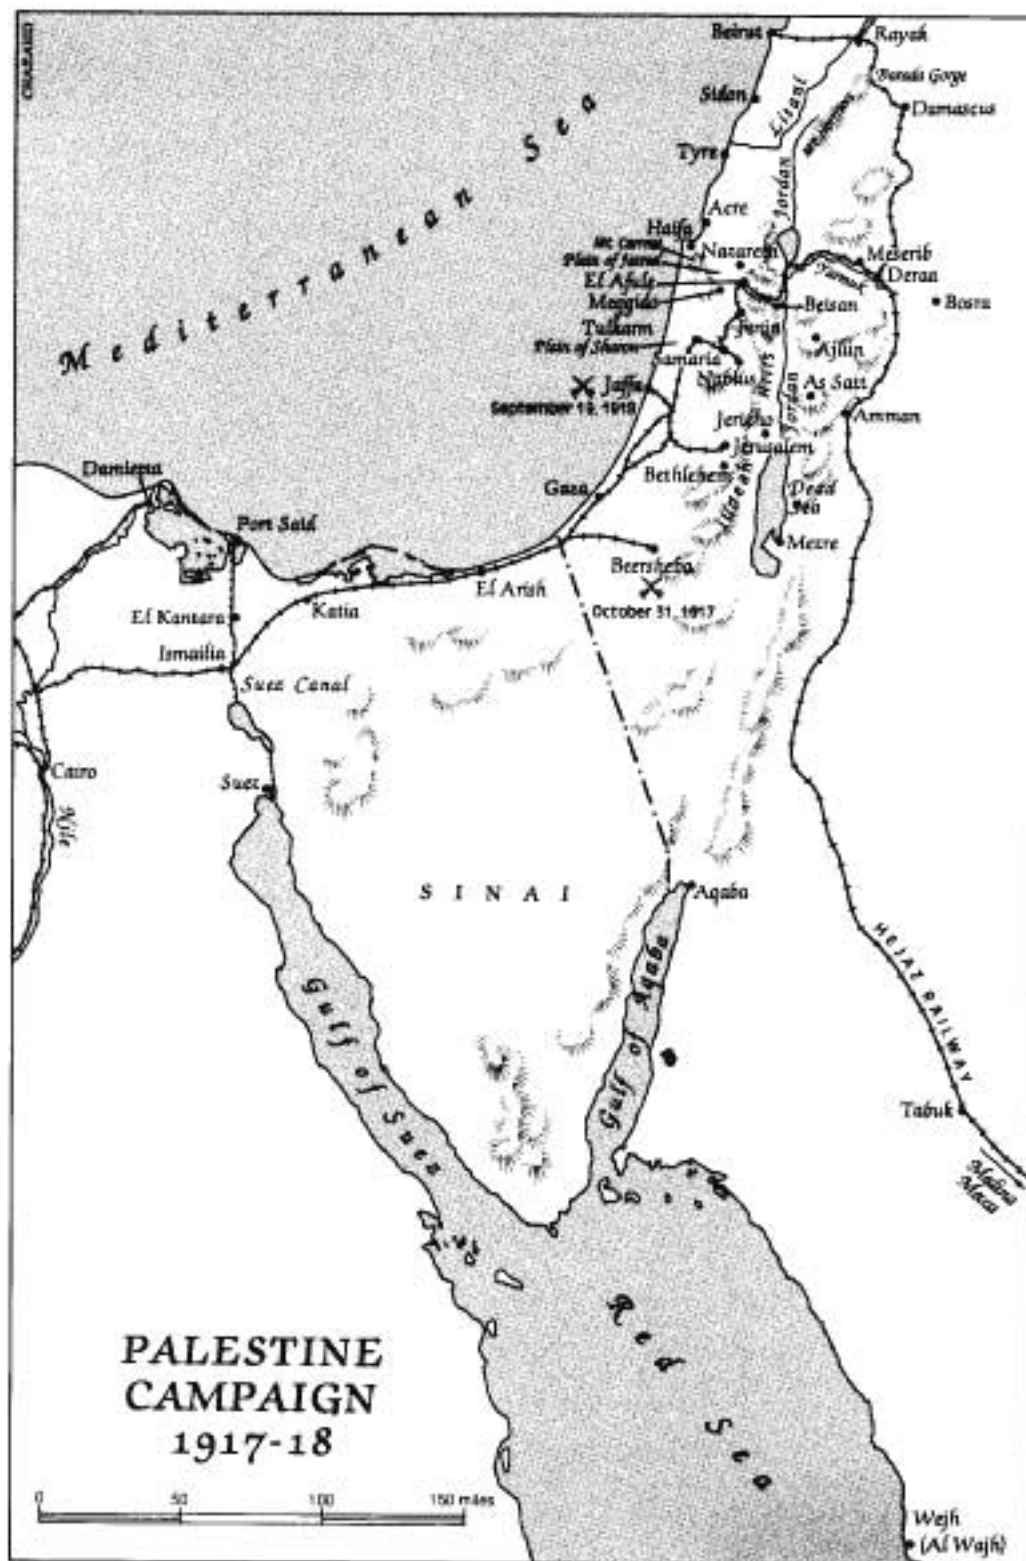 Beirut
Rayak
Barada Gorge
Sidon
Litani
Damascus
Mediterranean Sea
Tyre
Jordan
Acre
Haifa
Mt. Carmel
Nazareth
Meserib
Plain of
El Afule
Yarmuk
Deraa
Meggido
Beisan
Bosra
Tulkarm
Jenin
Plain of Sharon
Ajlun
Samaria
Nablus
River
Jordan
Jaffa
As Salt
September 19, 1918
Amman
Jericho
Jerusalem
Damietta
Bethlehem
Judean
Gaza
Dead
Sea
Port Said
Mezre
Beersheba
El Arish
October 31, 1917
Katia
El Kantara
Ismailia
Suez Canal
Cairo
Suez
Nile
SINAI
Aqaba
HEJAZ RAILWAY
Gulf of Suez
Gulf of Aqaba
Tabuk
Medina
Mecca
Red Sea
PALESTINE
CAMPAIGN
1917-18
0 50 100 150 miles
Wejh
(Al Wajh)